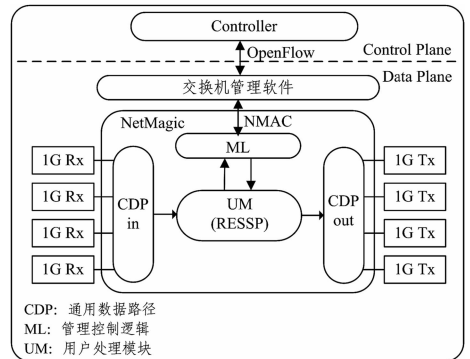 Controller
OpenFlow
Control Plane
Data Plane
交换机管理软件
NetMagic
NMAC
ML
1G Rx
1G Rx
1G Rx
1G Rx
CDP
in
UM
(RESSP)
CDP
out
1G Tx
1G Tx
1G Tx
1G Tx
CDP: 通用数据路径
ML: 管理控制逻辑
UM: 用户处理模块